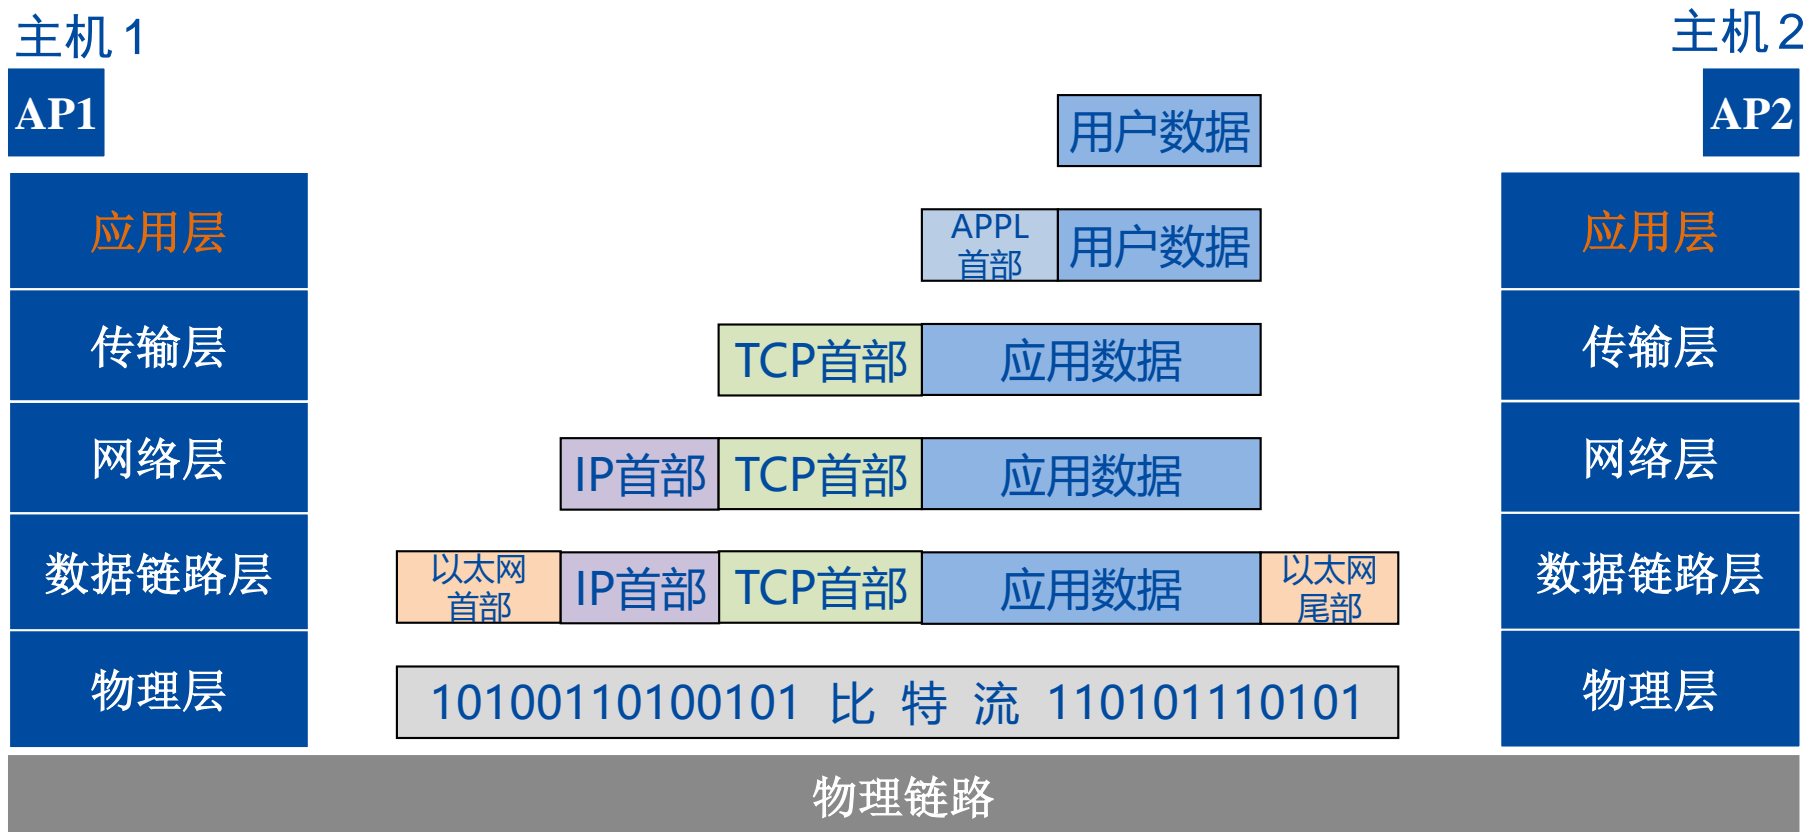 主机1
主机2
AP1
AP2
用户数据
应用层
APPL
首部
用户数据
应用层
传输层
TCP首部
应用数据
传输层
网络层
IP首部
TCP首部
应用数据
网络层
数据链路层
以太网
首部
IP首部
TCP首部
应用数据
以太网
尾部
数据链路层
物理层
10100110100101 比 特 流 110101110101
物理层
物理链路